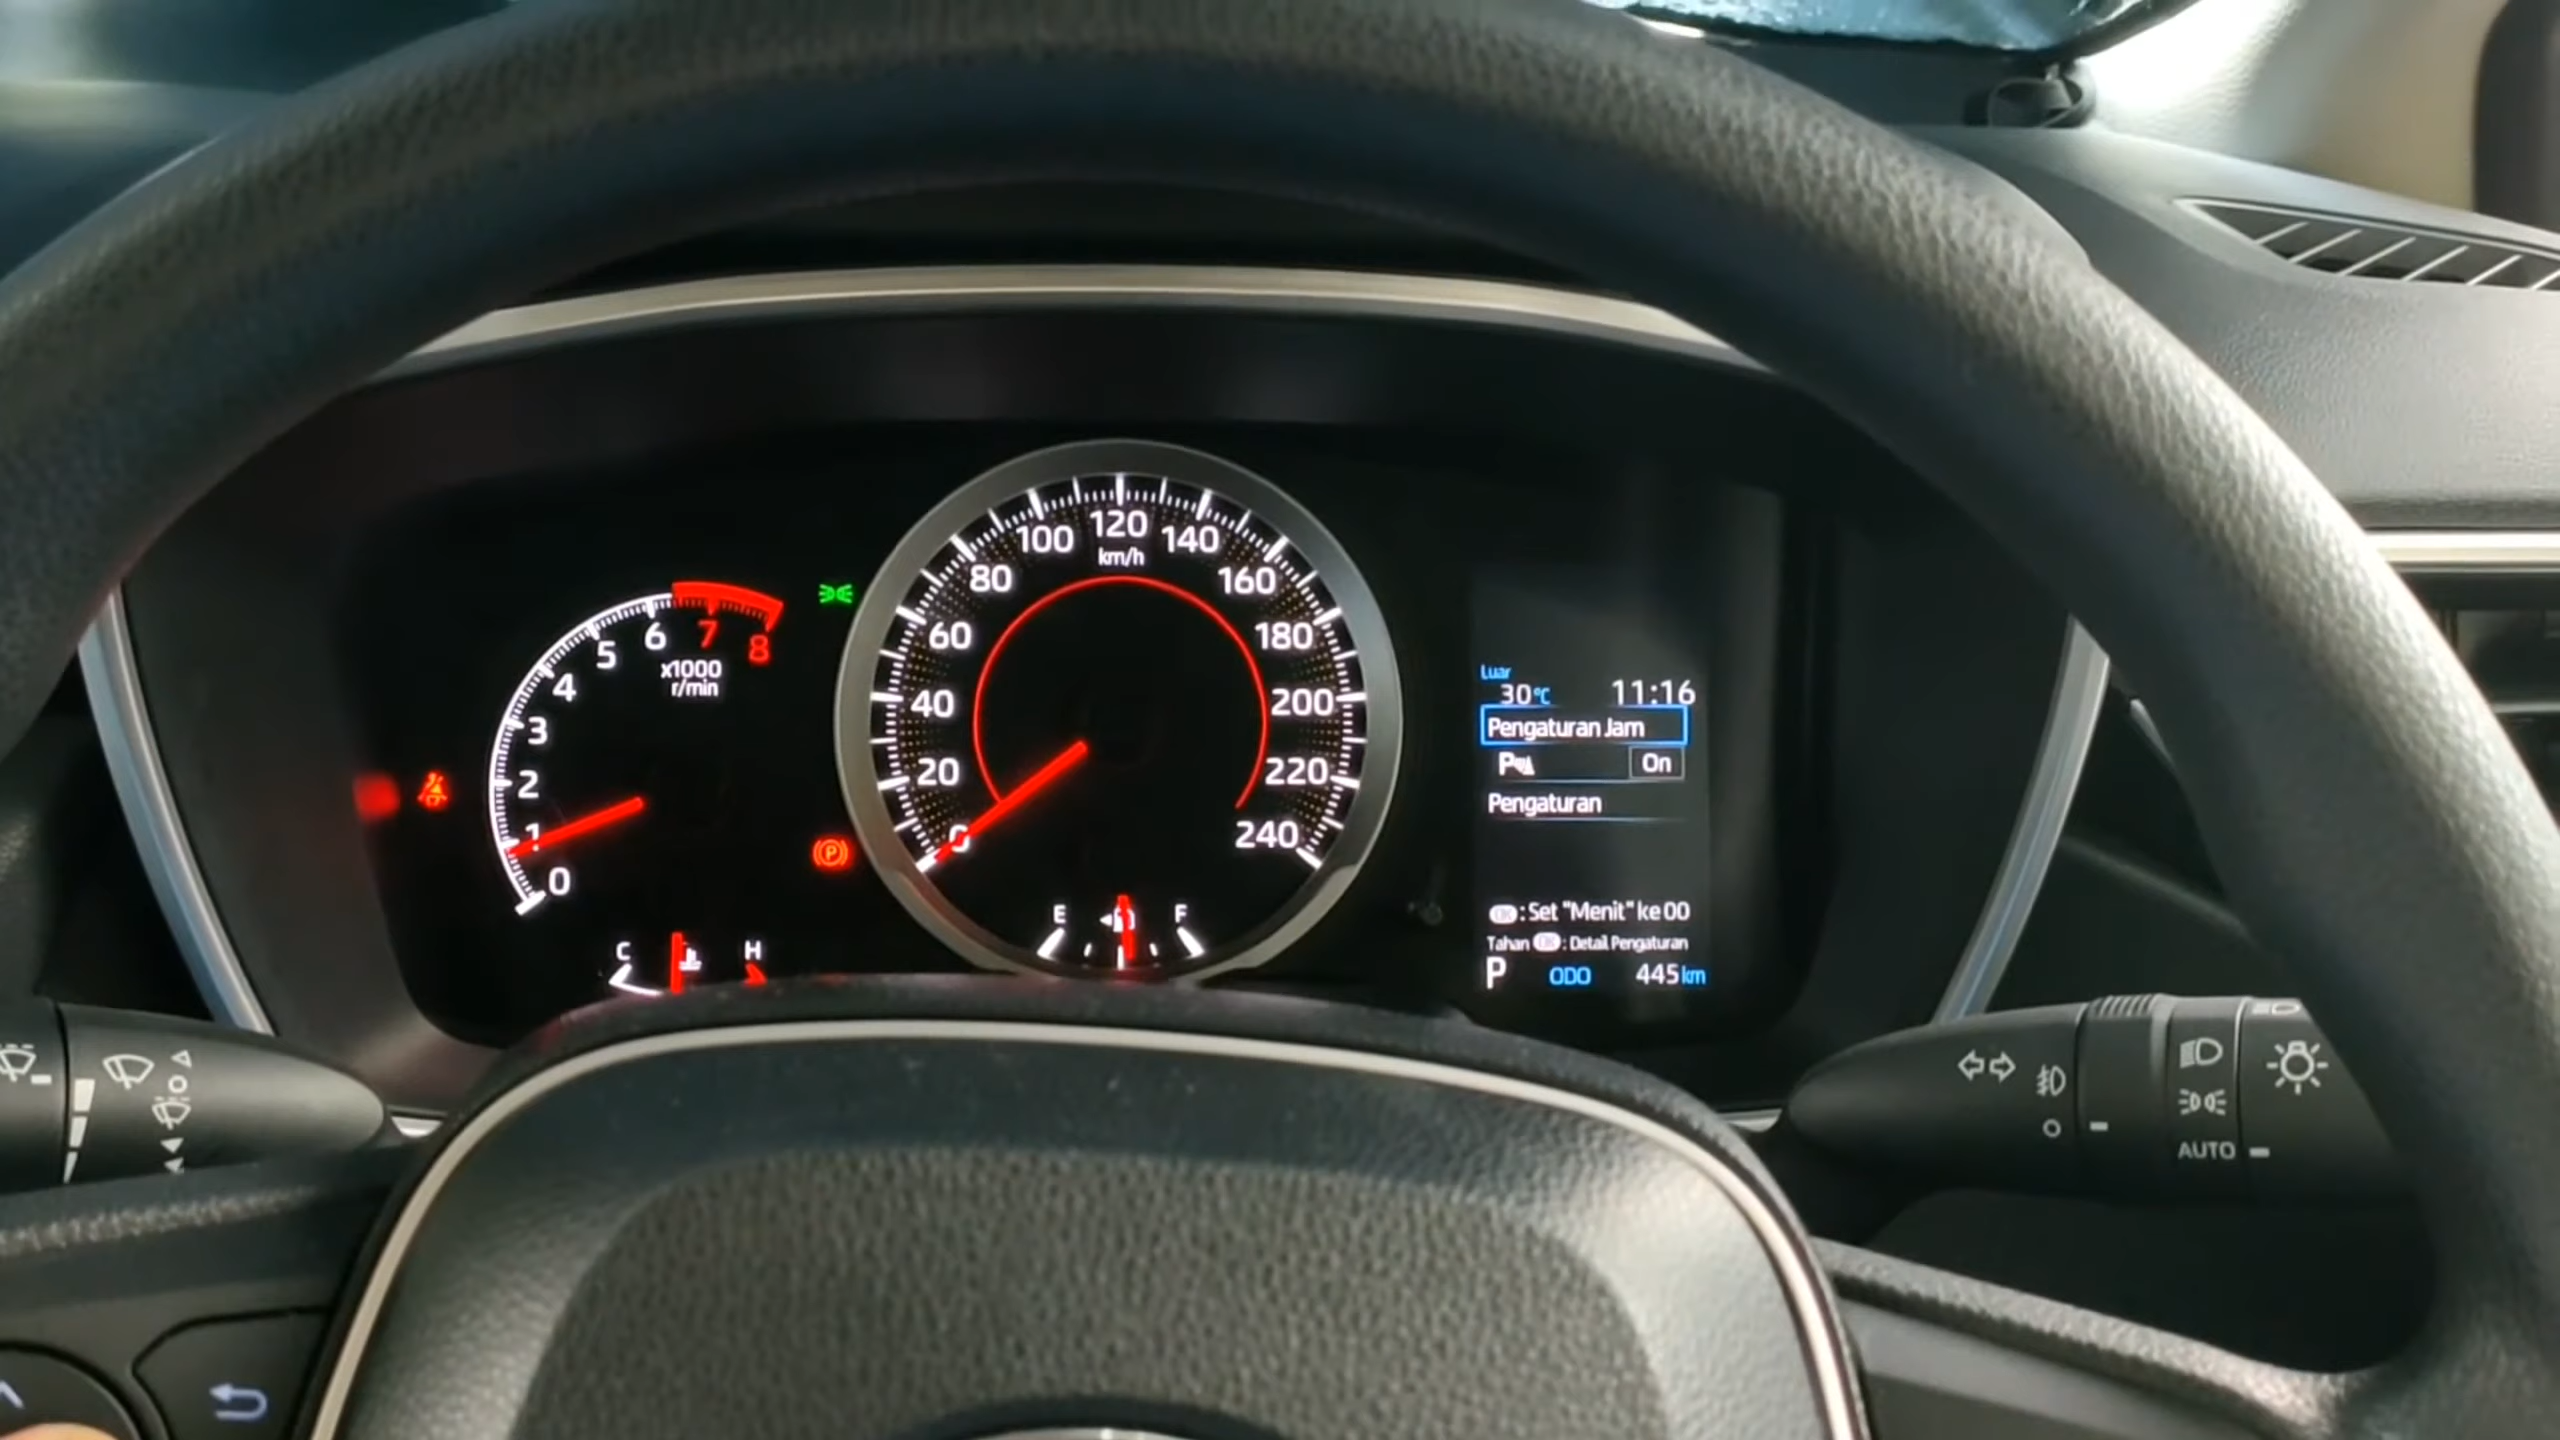 8
7
6
5
4
3
2
1
0
x1000
r/min
C
H
0
20
40
60
80
100
120
140
160
180
200
220
240
km/h
E
F
Luar
30°C 11:16
Pengaturan Jam
P On
Pengaturan
OK : Set "Menit" ke 00
Tahan OK : Detail Pengaturan
P ODO 445 km
AUTO